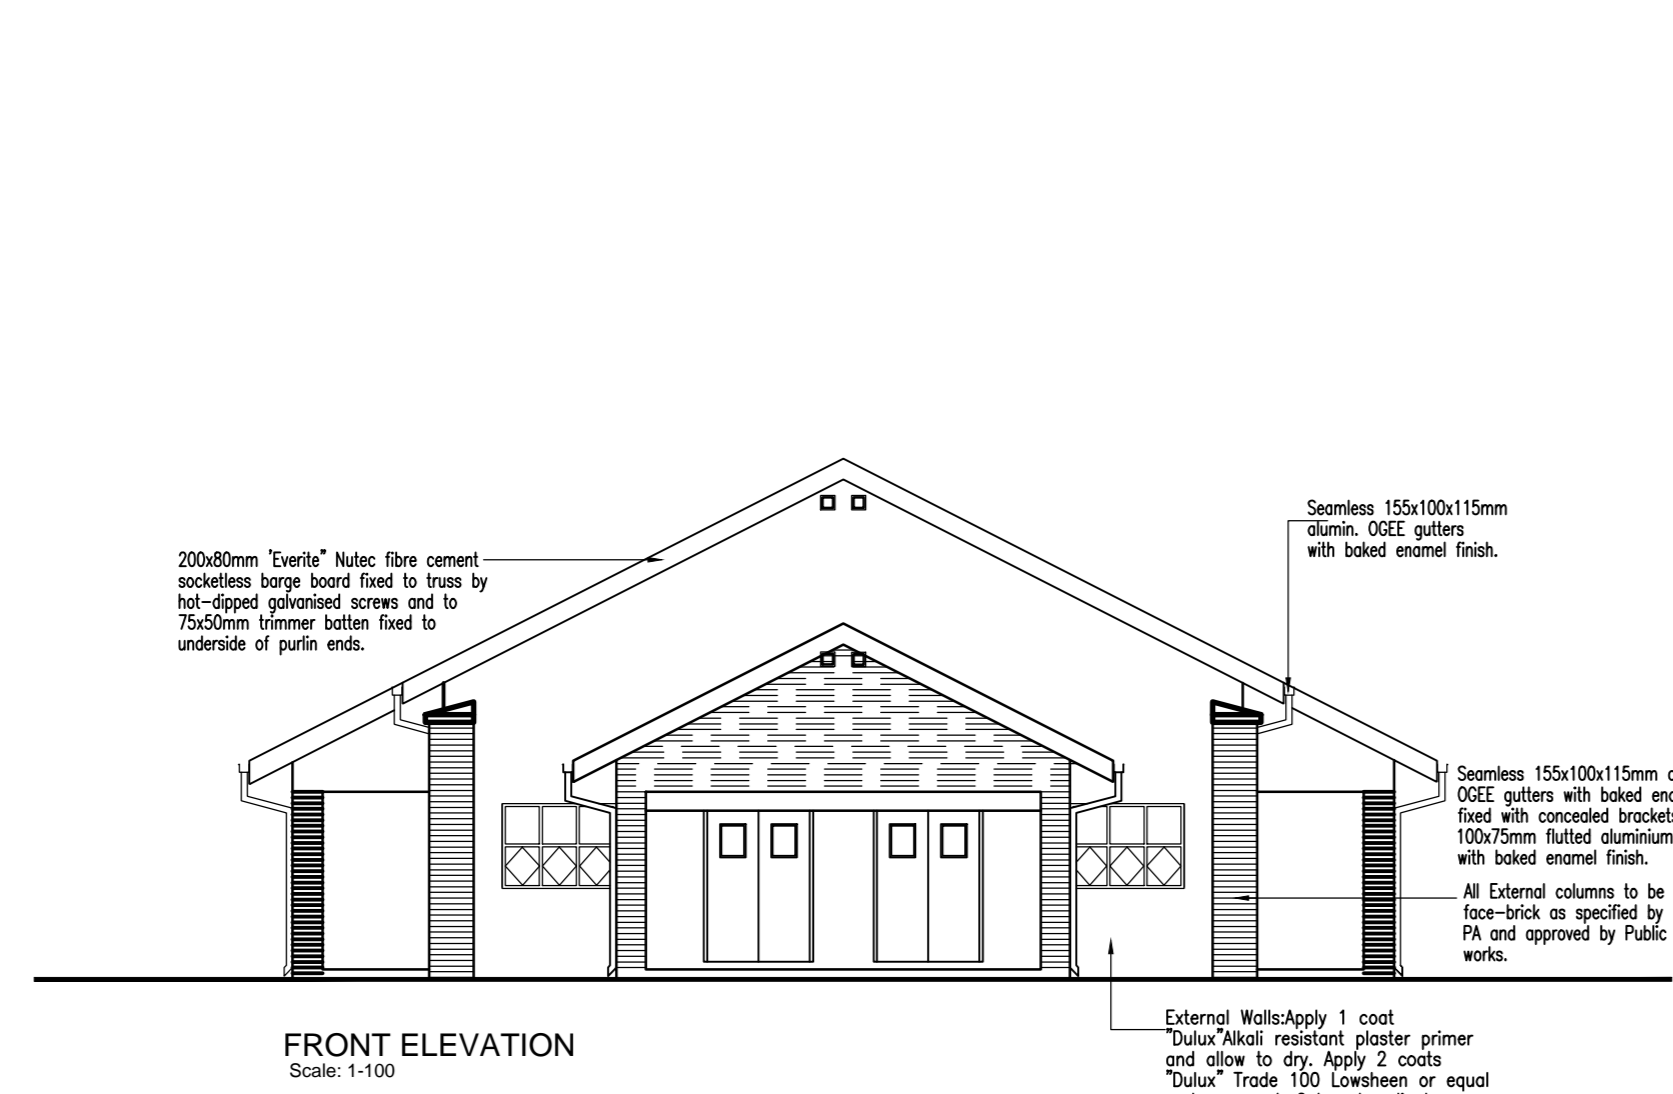 200x80mm 'Everite" Nutec fibre cement
socketless barge board fixed to truss by
hot-dipped galvanised screws and to
75x50mm trimmer batten fixed to
underside of purlin ends.
Seamless 155x100x115mm
alumin. OGEE gutters
with baked enamel finish.
Seamless 155x100x115mm
OGEE gutters with baked
fixed with concealed brackets
100x75mm flutted aluminium
with baked enamel finish.
All External columns to be
face-brick as specified by
PA and approved by Public
works.
External Walls:Apply 1 coat
"Dulux"Alkali resistant plaster primer
and allow to dry. Apply 2 coats
"Dulux" Trade 100 Lowsheen or equal
FRONT ELEVATION
Scale: 1-100